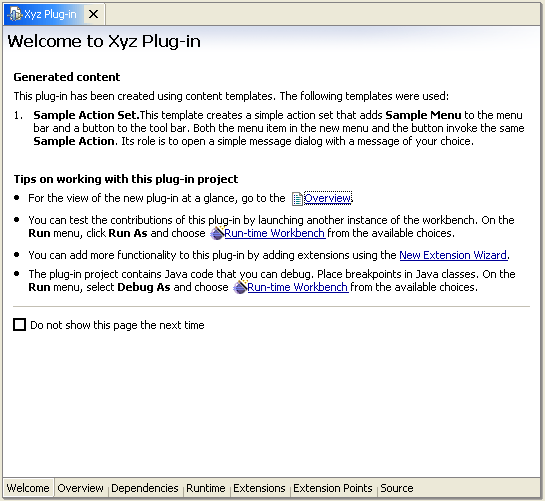 Xyz Plug-in
Welcome to Xyz Plug-in
Generated content
This plug-in has been created using content templates. The following templates were used:
1. Sample Action Set.This template creates a simple action set that adds Sample Menu to the menu
bar and a button to the tool bar. Both the menu item in the new menu and the button invoke the same
Sample Action. Its role is to open a simple message dialog with a message of your choice.
Tips on working with this plug-in project
• For the view of the new plug-in at a glance, go to the Overview.
• You can test the contributions of this plug-in by launching another instance of the workbench. On the
Run menu, click Run As and choose Run-time Workbench from the available choices.
• You can add more functionality to this plug-in by adding extensions using the New Extension Wizard.
• The plug-in project contains Java code that you can debug. Place breakpoints in Java classes. On the
Run menu, select Debug As and choose Run-time Workbench from the available choices.
Do not show this page the next time
Welcome Overview Dependencies Runtime Extensions Extension Points Source